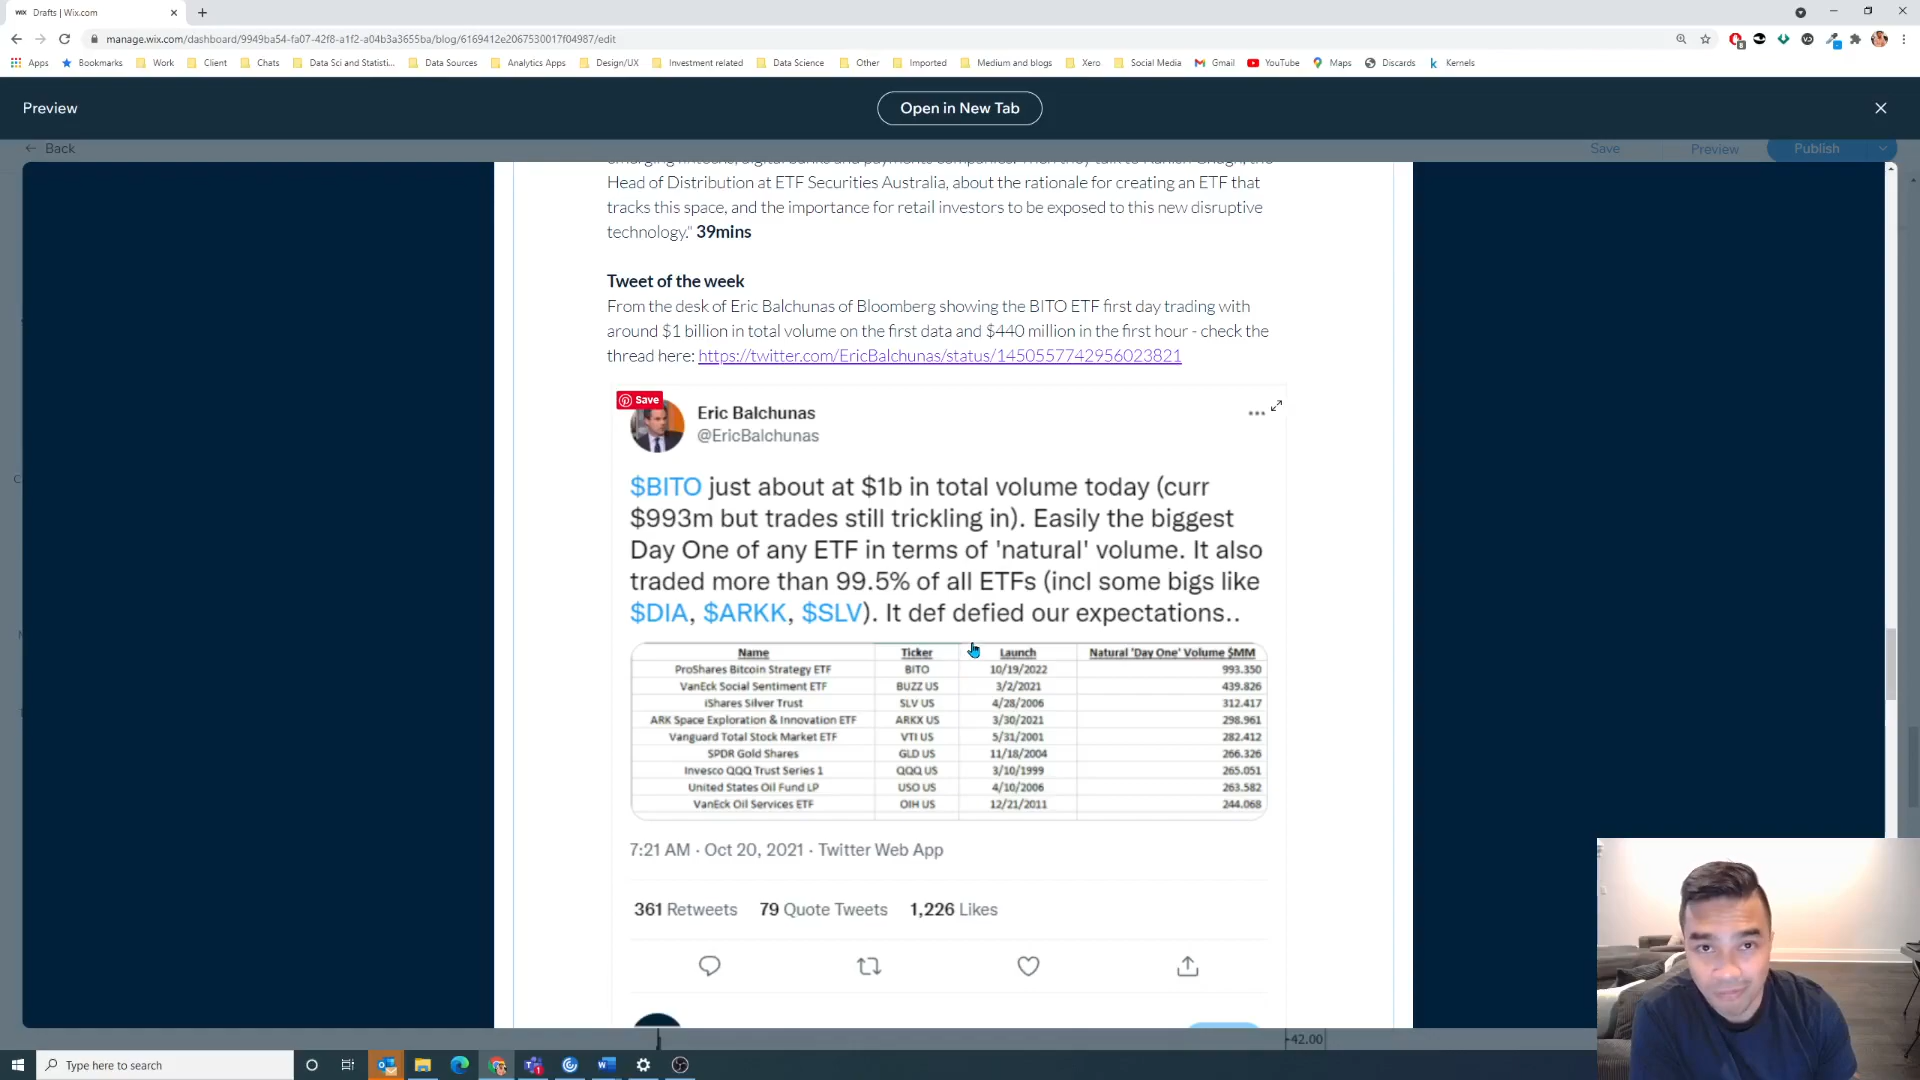 Drafts | Wix.com
manage.wix.com/dashboard/9949ba54-fa07-42f8-a1f2-a04b3a3655ba/blog/6169412e2067530017f04987/edit
Apps Bookmarks Work Client Chats Data Sci and Statisti... Data Sources Analytics Apps Design/UX Investment related Data Science Other Imported Medium and blogs Xero Social Media Gmail YouTube Maps Discards Kernels
Preview Open in New Tab
Back Save Preview Publish
Head of Distribution at ETF Securities Australia, about the rationale for creating an ETF that
tracks this space, and the importance for retail investors to be exposed to this new disruptive
technology." 39mins
Tweet of the week
From the desk of Eric Balchunas of Bloomberg showing the BITO ETF first day trading with
around $1 billion in total volume on the first data and $440 million in the first hour - check the
thread here: https://twitter.com/EricBalchunas/status/1450557742956023821
Save
Eric Balchunas
@EricBalchunas
$BITO just about at $1b in total volume today (curr
$993m but trades still trickling in). Easily the biggest
Day One of any ETF in terms of 'natural' volume. It also
traded more than 99.5% of all ETFs (incl some bigs like
$DIA, $ARKK, $SLV). It def defied our expectations..
Name Ticker Launch Natural 'Day One' Volume $MM
ProShares Bitcoin Strategy ETF BITO 10/19/2022 993.350
VanEck Social Sentiment ETF BUZZ US 3/2/2021 439.826
iShares Silver Trust SLV US 4/28/2006 312.417
ARK Space Exploration & Innovation ETF ARKX US 3/30/2021 298.961
Vanguard Total Stock Market ETF VTI US 5/31/2001 282.412
SPDR Gold Shares GLD US 11/18/2004 266.326
Invesco QQQ Trust Series 1 QQQ US 3/10/1999 265.051
United States Oil Fund LP USO US 4/10/2006 263.582
VanEck Oil Services ETF OIH US 12/21/2011 244.068
7:21 AM · Oct 20, 2021 · Twitter Web App
361 Retweets 79 Quote Tweets 1,226 Likes
-42.00
Type here to search